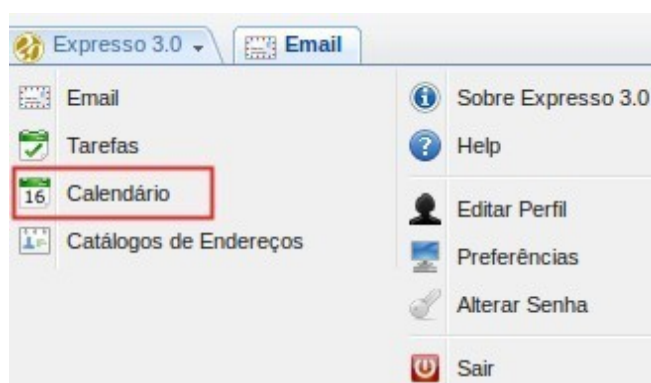 Expresso 3.0
Email
Email
Tarefas
16 Calendário
Catálogos de Endereços
Sobre Expresso 3.0
Help
Editar Perfil
Preferências
Alterar Senha
Sair